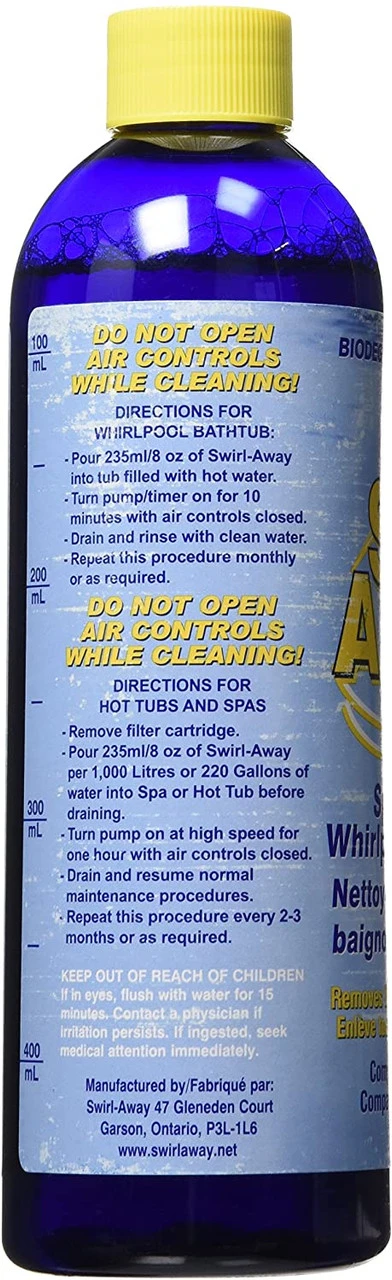 DO NOT OPEN
AIR CONTROLS
WHILE CLEANING!
DIRECTIONS FOR
WHIRLPOOL BATHTUB:
- Pour 235ml/8 oz of Swirl-Away
into tub filled with hot water.
- Turn pump/timer on for 10
minutes with air controls closed.
- Drain and rinse with clean water.
- Repeat this procedure monthly
or as required.
DO NOT OPEN
AIR CONTROLS
WHILE CLEANING!
DIRECTIONS FOR
HOT TUBS AND SPAS
- Remove filter cartridge.
- Pour 235ml/8 oz of Swirl-Away
per 1,000 Litres or 220 Gallons of
water into Spa or Hot Tub before
draining.
- Turn pump on at high speed for
one hour with air controls closed.
- Drain and resume normal
maintenance procedures.
- Repeat this procedure every 2-3
months or as required.
KEEP OUT OF REACH OF CHILDREN
If in eyes, flush with water for 15
minutes. Contact a physician if
irritation persists. If ingested, seek
medical attention immediately.
Manufactured by/Fabriqué par:
Swirl-Away 47 Gleneden Court
Garson, Ontario, P3L-1L6
www.swirlaway.net
100
mL
200
mL
300
mL
400
mL
Removes
Enlève